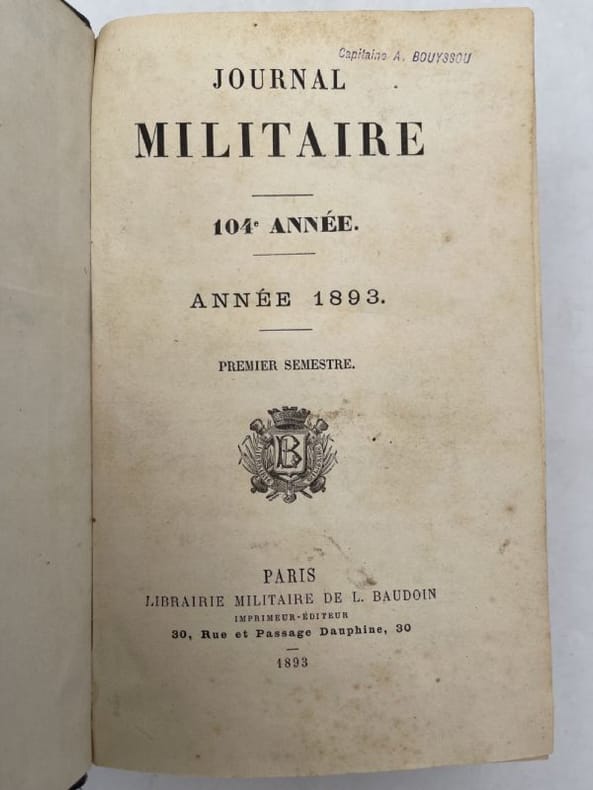 Capitaine A. BOUYSSOU
JOURNAL
MILITAIRE
104e ANNÉE.
ANNÉE 1893.
PREMIER SEMESTRE.
B
PARIS
LIBRAIRIE MILITAIRE DE L. BAUDOIN
IMPRIMEUR-ÉDITEUR
30, Rue et Passage Dauphine, 30
1893